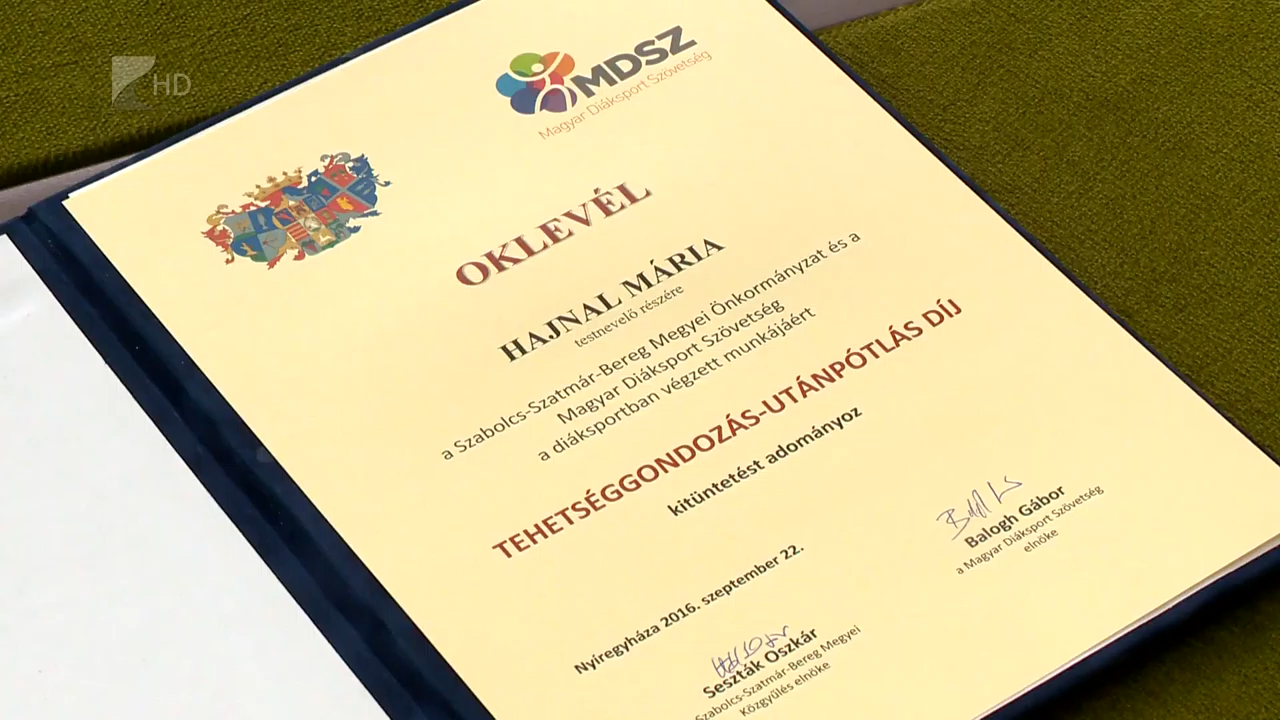 HD
MDSZ
Magyar Diáksport Szövetség
OKLEVÉL
HAJNAL MÁRIA
testnevelő részére
a Szabolcs-Szatmár-Bereg Megyei Önkormányzat és a
Magyar Diáksport Szövetség
a diáksportban végzett munkájáért
TEHETSÉGGONDOZÁS-UTÁNPÓTLÁS DÍJ
kitüntetést adományoz
Nyíregyháza 2016. szeptember 22.
Balogh Gábor
a Magyar Diáksport Szövetség
elnöke
Seszták Oszkár
Szabolcs-Szatmár-Bereg Megyei
Közgyűlés elnöke